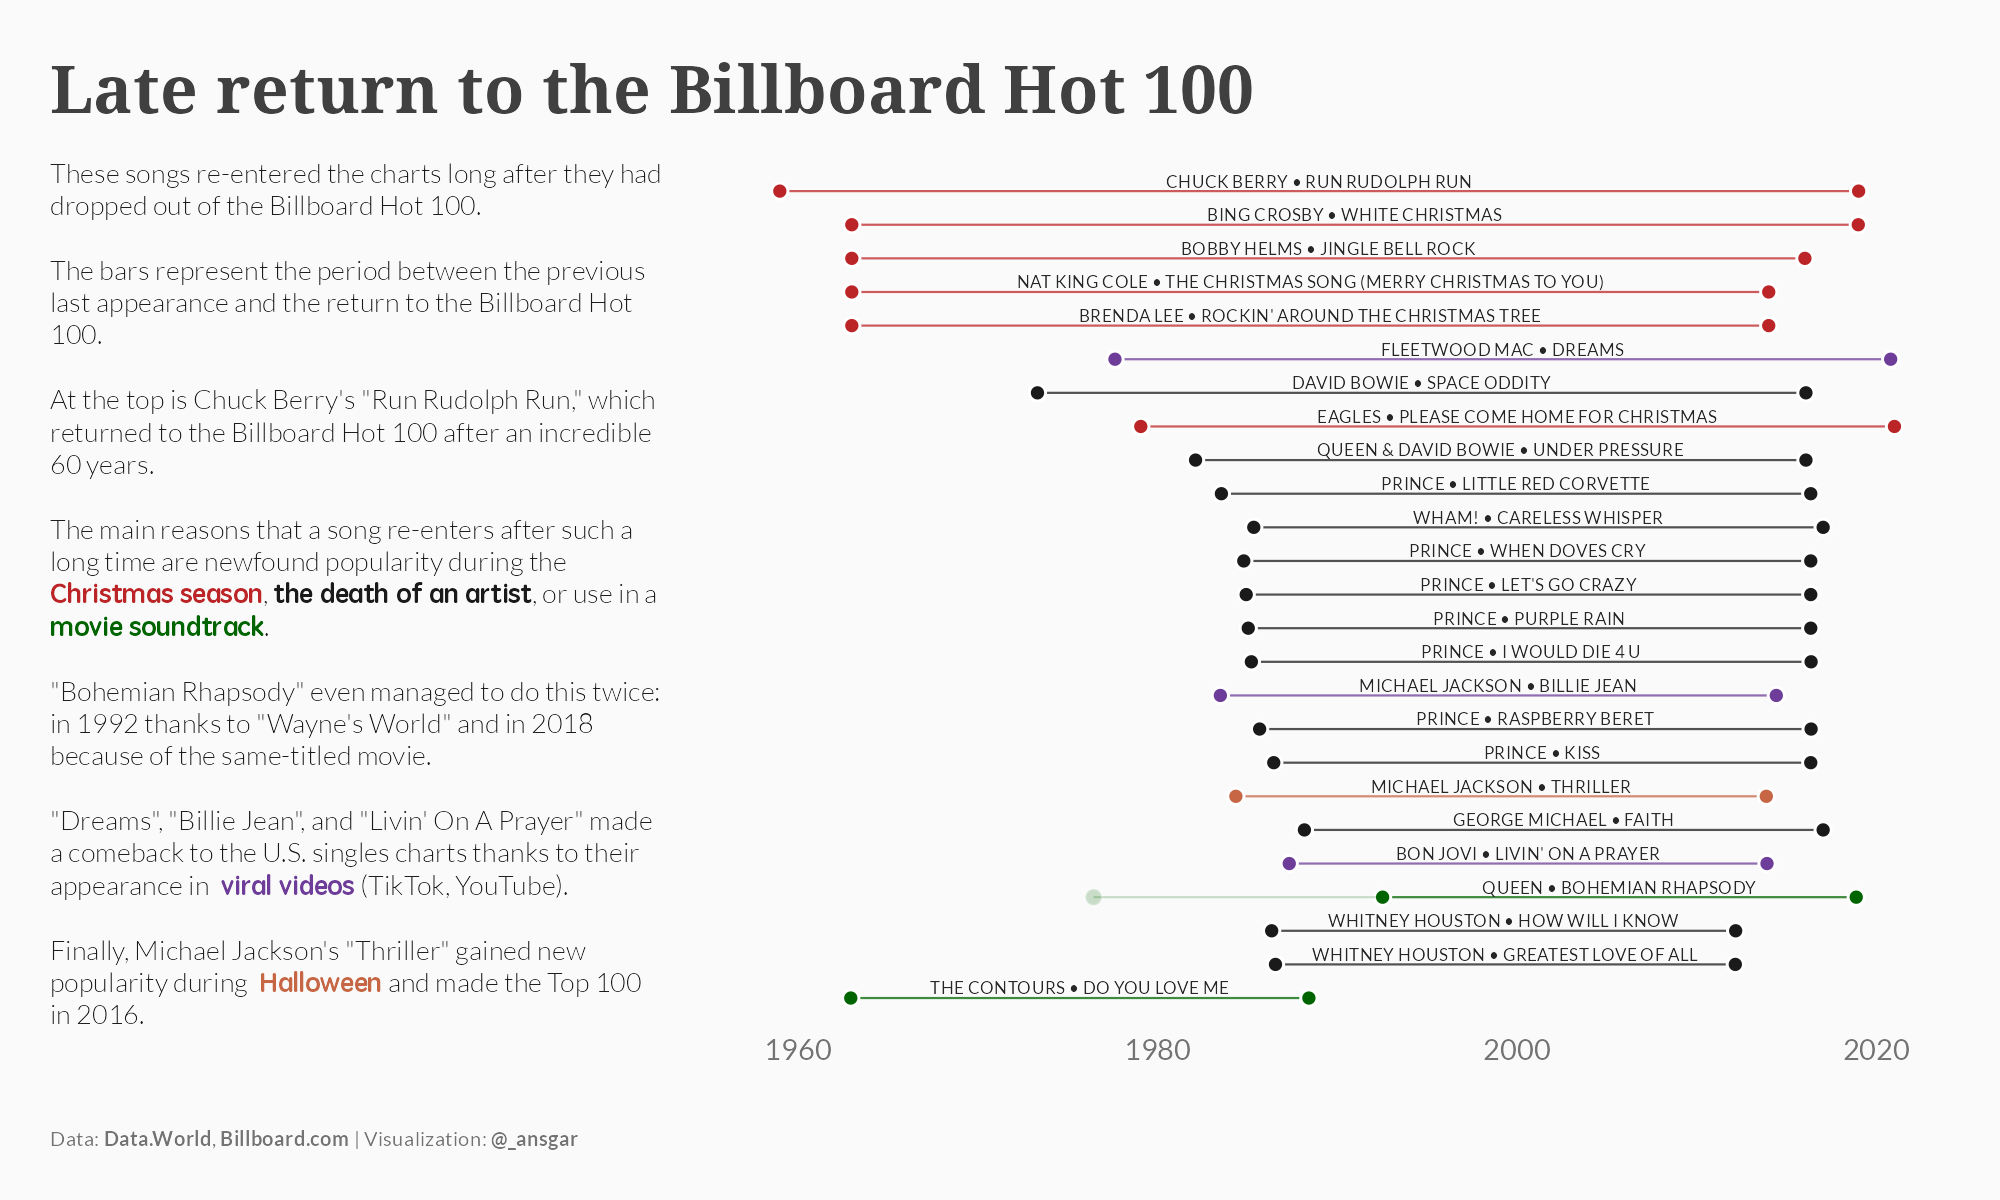 Late return to the Billboard Hot 100
These songs re-entered the charts long after they had
dropped out of the Billboard Hot 100.
The bars represent the period between the previous
last appearance and the return to the Billboard Hot
100.
At the top is Chuck Berry's "Run Rudolph Run," which
returned to the Billboard Hot 100 after an incredible
60 years.
The main reasons that a song re-enters after such a
long time are newfound popularity during the
Christmas season, the death of an artist, or use in a
movie soundtrack.
"Bohemian Rhapsody" even managed to do this twice:
in 1992 thanks to "Wayne's World" and in 2018
because of the same-titled movie.
"Dreams", "Billie Jean", and "Livin' On A Prayer" made
a comeback to the U.S. singles charts thanks to their
appearance in viral videos (TikTok, YouTube).
Finally, Michael Jackson's "Thriller" gained new
popularity during Halloween and made the Top 100
in 2016.
CHUCK BERRY • RUN RUDOLPH RUN
BING CROSBY • WHITE CHRISTMAS
BOBBY HELMS • JINGLE BELL ROCK
NAT KING COLE • THE CHRISTMAS SONG (MERRY CHRISTMAS TO YOU)
BRENDA LEE • ROCKIN' AROUND THE CHRISTMAS TREE
FLEETWOOD MAC • DREAMS
DAVID BOWIE • SPACE ODDITY
EAGLES • PLEASE COME HOME FOR CHRISTMAS
QUEEN & DAVID BOWIE • UNDER PRESSURE
PRINCE • LITTLE RED CORVETTE
WHAM! • CARELESS WHISPER
PRINCE • WHEN DOVES CRY
PRINCE • LET'S GO CRAZY
PRINCE • PURPLE RAIN
PRINCE • I WOULD DIE 4 U
MICHAEL JACKSON • BILLIE JEAN
PRINCE • RASPBERRY BERET
PRINCE • KISS
MICHAEL JACKSON • THRILLER
GEORGE MICHAEL • FAITH
BON JOVI • LIVIN' ON A PRAYER
QUEEN • BOHEMIAN RHAPSODY
WHITNEY HOUSTON • HOW WILL I KNOW
WHITNEY HOUSTON • GREATEST LOVE OF ALL
THE CONTOURS • DO YOU LOVE ME
1960 1980 2000 2020
Data: Data.World, Billboard.com | Visualization: @_ansgar